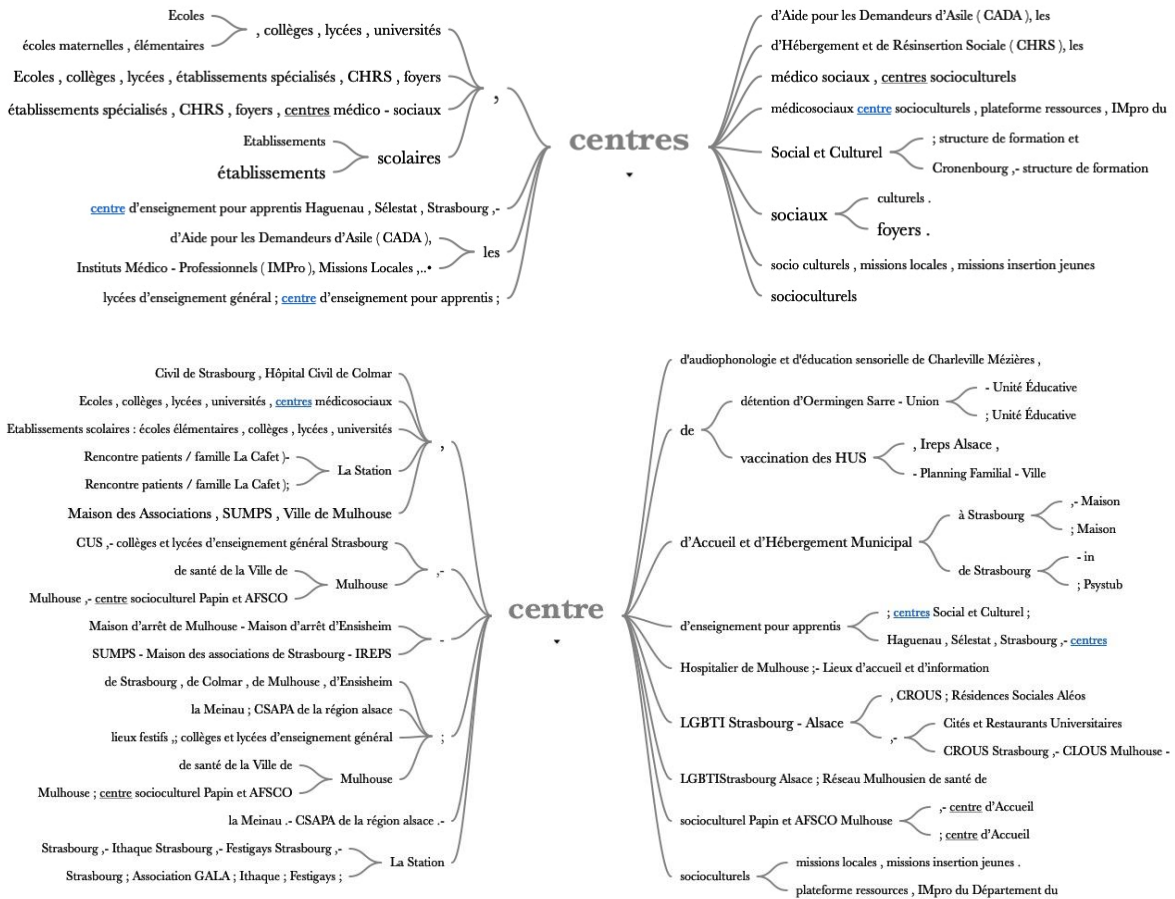 Ecoles
écoles maternelles , élémentaires
, collèges , lycées , universités
Ecoles , collèges , lycées , établissements spécialisés , CHRS , foyers
établissements spécialisés , CHRS , foyers , centres médico - sociaux
,
Etablissements
établissements
scolaires
centre d’enseignement pour apprentis Haguenau , Sélestat , Strasbourg ,-
d’Aide pour les Demandeurs d’Asile ( CADA ),
Instituts Médico - Professionnels ( IMPro ), Missions Locales ,..•
les
lycées d’enseignement général ; centre d’enseignement pour apprentis ;
centres
d’Aide pour les Demandeurs d’Asile ( CADA ), les
d’Hébergement et de Résinsertion Sociale ( CHRS ), les
médico sociaux , centres socioculturels
médicosociaux centre socioculturels , plateforme ressources , IMpro du
Social et Culturel
; structure de formation et
Cronenbourg ,- structure de formation
sociaux
culturels .
foyers .
socio culturels , missions locales , missions insertion jeunes
socioculturels
Civil de Strasbourg , Hôpital Civil de Colmar
Ecoles , collèges , lycées , universités , centres médicosociaux
Etablissements scolaires : écoles élémentaires , collèges , lycées , universités
,
Rencontre patients / famille La Cafet )-
Rencontre patients / famille La Cafet );
La Station
Maison des Associations , SUMPS , Ville de Mulhouse
CUS ,- collèges et lycées d’enseignement général Strasbourg
,-
de santé de la Ville de
Mulhouse ,- centre socioculturel Papin et AFSCO
Mulhouse
Maison d’arrêt de Mulhouse - Maison d’arrêt d’Ensisheim
-
SUMPS - Maison des associations de Strasbourg - IREPS
de Strasbourg , de Colmar , de Mulhouse , d’Ensisheim
la Meinau ; CSAPA de la région alsace
lieux festifs ,; collèges et lycées d’enseignement général
;
de santé de la Ville de
Mulhouse ; centre socioculturel Papin et AFSCO
Mulhouse
la Meinau .- CSAPA de la région alsace .-
Strasbourg ,- Ithaque Strasbourg ,- Festigays Strasbourg ,-
Strasbourg ; Association GALA ; Ithaque ; Festigays ;
La Station
centre
d'audiophonologie et d'éducation sensorielle de Charleville Mézières ,
de
détention d’Oermingen Sarre - Union
- Unité Éducative
; Unité Éducative
vaccination des HUS
, Ireps Alsace ,
- Planning Familial - Ville
d’Accueil et d’Hébergement Municipal
à Strasbourg
,- Maison
; Maison
de Strasbourg
- in
; Psystub
d’enseignement pour apprentis
; centres Social et Culturel ;
Haguenau , Sélestat , Strasbourg ,- centres
Hospitalier de Mulhouse ;- Lieux d’accueil et d’information
LGBTI Strasbourg - Alsace
, CROUS ; Résidences Sociales Aléos
,-
Cités et Restaurants Universitaires
CROUS Strasbourg ,- CLOUS Mulhouse -
LGBTIStrasbourg Alsace ; Réseau Mulhousien de santé de
socioculturel Papin et AFSCO Mulhouse
,- centre d’Accueil
; centre d’Accueil
socioculturels
missions locales , missions insertion jeunes .
plateforme ressources , IMpro du Département du